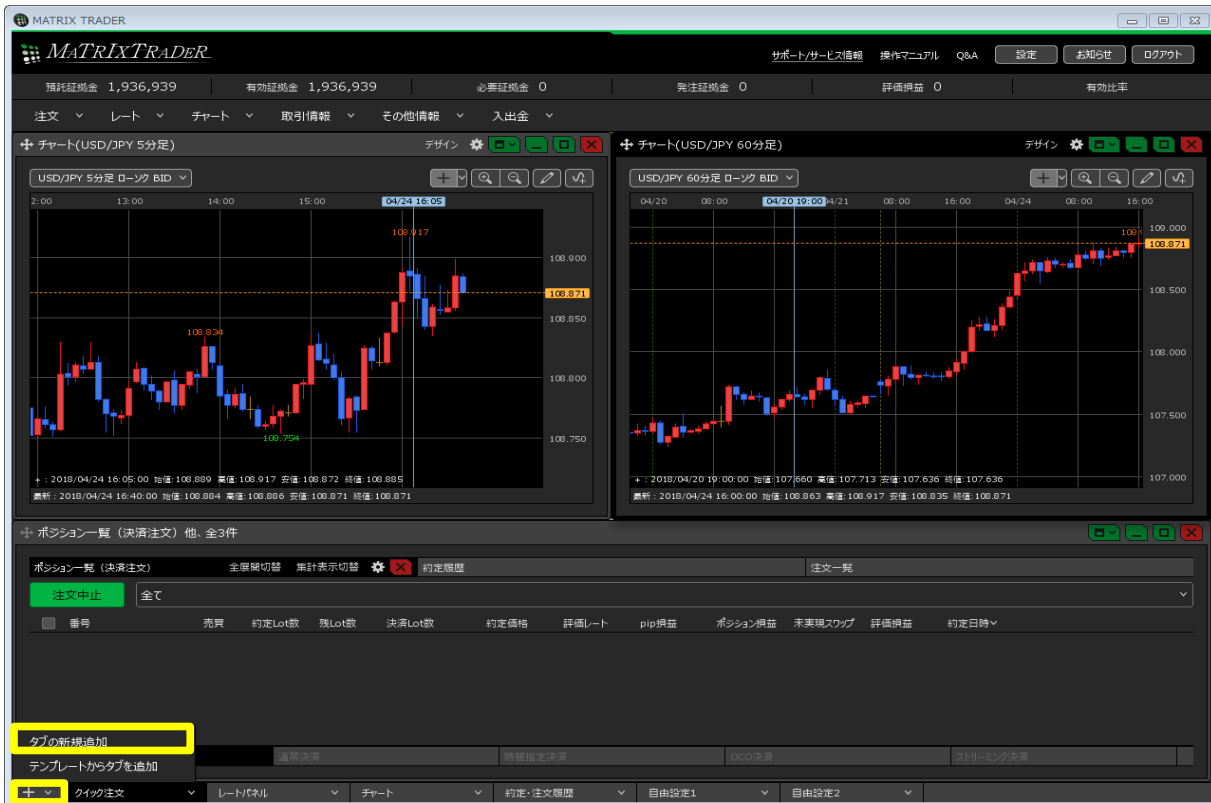 MATRIX TRADER
MATRIXTRADER サポート/サービス情報 操作マニュアル Q&A 設定 お知らせ ログアウト
預託証拠金 1,936,939 有効証拠金 1,936,939 必要証拠金 0 発注証拠金 0 評価損益 0 有効比率
注文 レート チャート 取引情報 その他情報 入出金
チャート(USD/JPY 5分足) デザイン
USD/JPY 5分足 ローソク BID
2:00 13:00 14:00 15:00 04/24 16:05
108.917
108.900
108.871
108.850
108.834
108.800
108.754
108.750
+ : 2018/04/24 16:05:00 始値:108.889 高値:108.917 安値:108.872 終値:108.885
最新 : 2018/04/24 16:40:00 始値:108.884 高値:108.886 安値:108.871 終値:108.871
チャート(USD/JPY 60分足) デザイン
USD/JPY 60分足 ローソク BID
04/20 08:00 04/20 19:00 04/21 08:00 16:00 04/24 08:00 16:00
109.000
108.871
108.500
108.000
107.500
107.000
+ : 2018/04/20 19:00:00 始値:107.660 高値:107.713 安値:107.636 終値:107.636
最新 : 2018/04/24 16:00:00 始値:108.863 高値:108.917 安値:108.835 終値:108.871
ポジション一覧（決済注文）他、全3件
ポジション一覧（決済注文） 全展開切替 集計表示切替 約定履歴 注文一覧
注文中止 全て
番号 売買 約定Lot数 残Lot数 決済Lot数 約定価格 評価レート pip損益 ポジション損益 未実現スワップ 評価損益 約定日時
タブの新規追加
通常決済 時間指定決済 OCO決済 ストリーミング決済
テンプレートからタブを追加
+ クイック注文 レートパネル チャート 約定・注文履歴 自由設定1 自由設定2